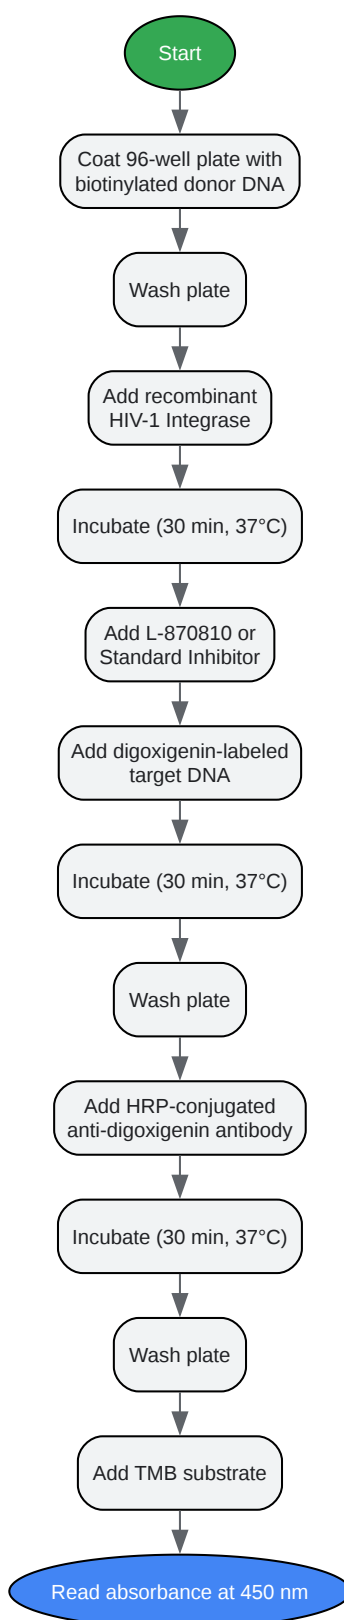 Start
Coat 96-well plate with
biotinylated donor DNA
Wash plate
Add recombinant
HIV-1 Integrase
Incubate (30 min, 37°C)
Add L-870810 or
Standard Inhibitor
Add digoxigenin-labeled
target DNA
Incubate (30 min, 37°C)
Wash plate
Add HRP-conjugated
anti-digoxigenin antibody
Incubate (30 min, 37°C)
Wash plate
Add TMB substrate
Read absorbance at 450 nm